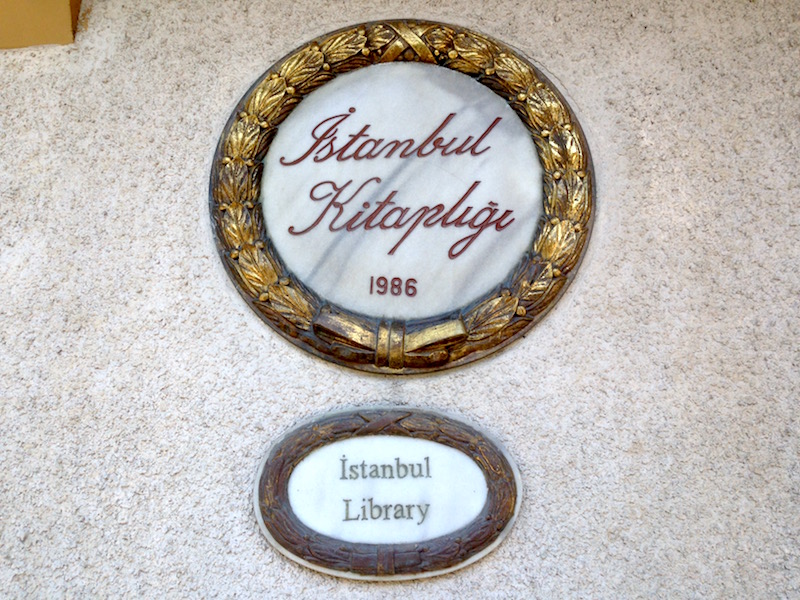 İstanbul
Kitaplığı
1986
İstanbul
Library